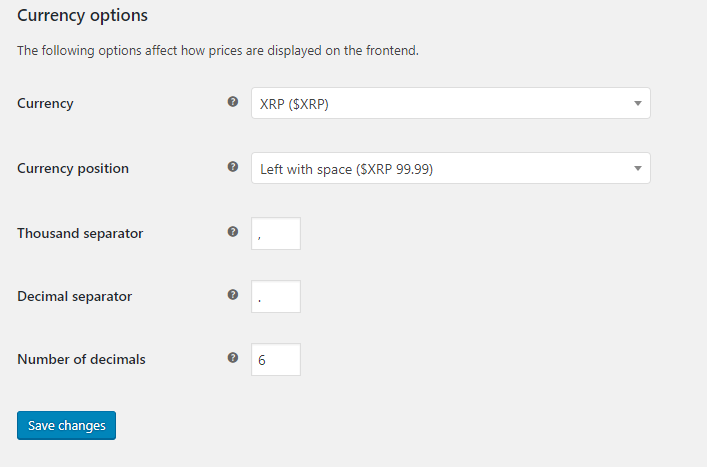 Currency options
The following options affect how prices are displayed on the frontend.
Currency ? XRP ($XRP)
Currency position ? Left with space ($XRP 99.99)
Thousand separator ? ,
Decimal separator ? .
Number of decimals ? 6
Save changes